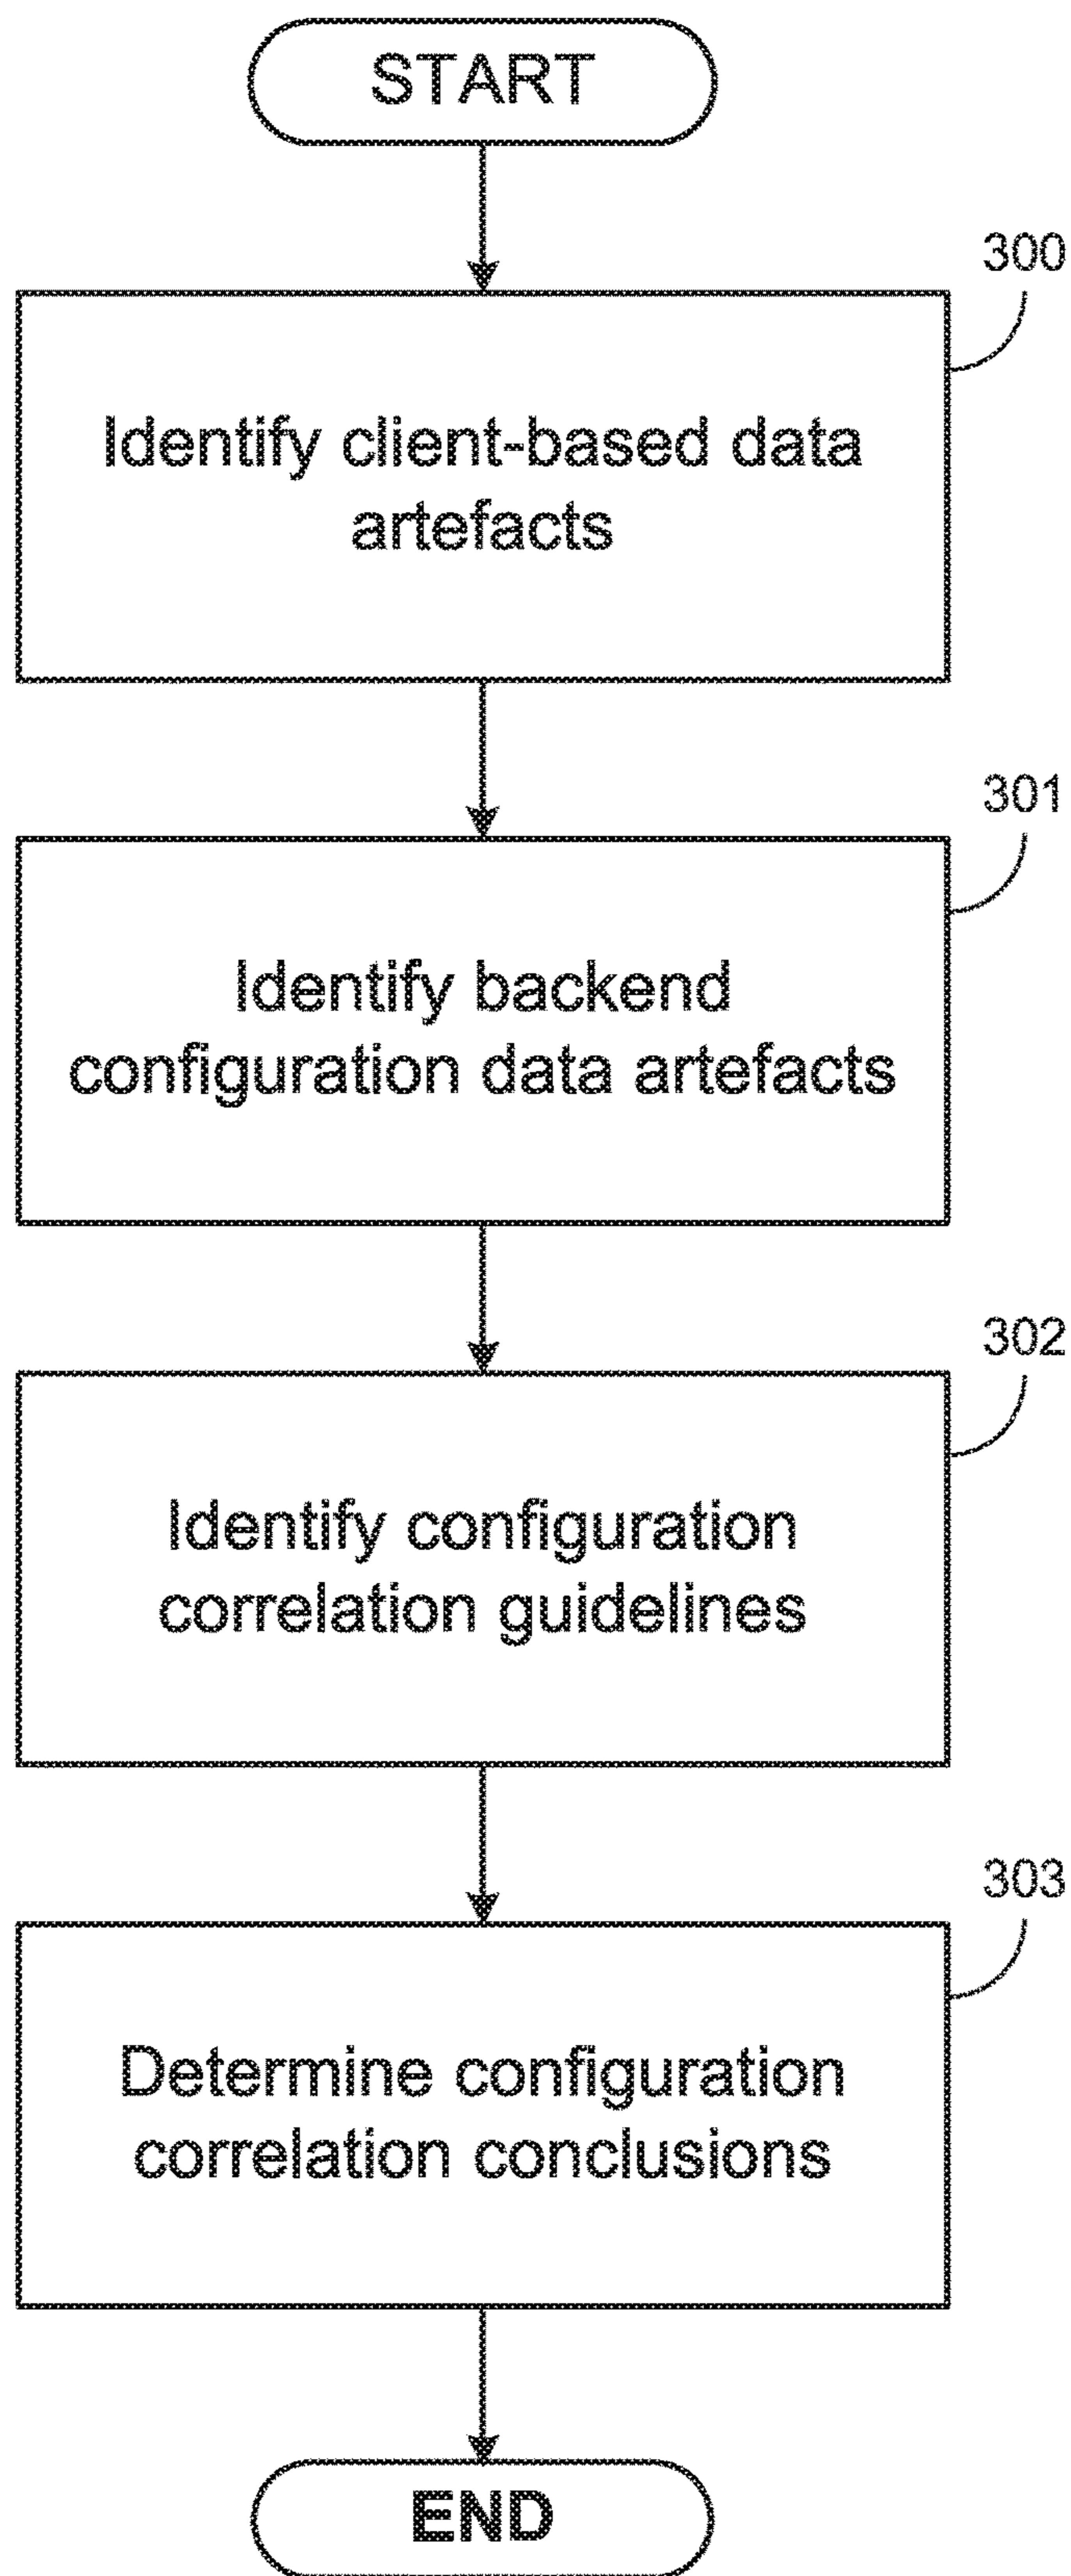 START
300
Identify client-based data
artefacts
301
Identify backend
configuration data artefacts
302
Identify configuration
correlation guidelines
303
Determine configuration
correlation conclusions
END